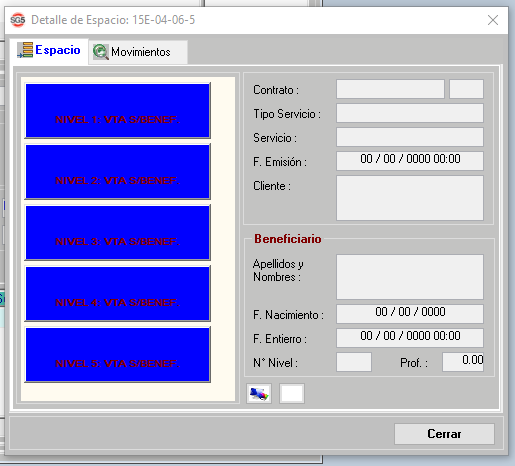 SG5 Detalle de Espacio: 15E-04-06-5
Espacio
Movimientos
NIVEL 1: VTA S/BENEF.
NIVEL 2: VTA S/BENEF.
NIVEL 3: VTA S/BENEF.
NIVEL 4: VTA S/BENEF.
NIVEL 5: VTA S/BENEF.
Contrato :
Tipo Servicio :
Servicio :
F. Emisión : 00 / 00 / 0000 00:00
Cliente :
Beneficiario
Apellidos y
Nombres :
F. Nacimiento : 00 / 00 / 0000
F. Entierro : 00 / 00 / 0000 00:00
N° Nivel : Prof. : 0.00
Cerrar